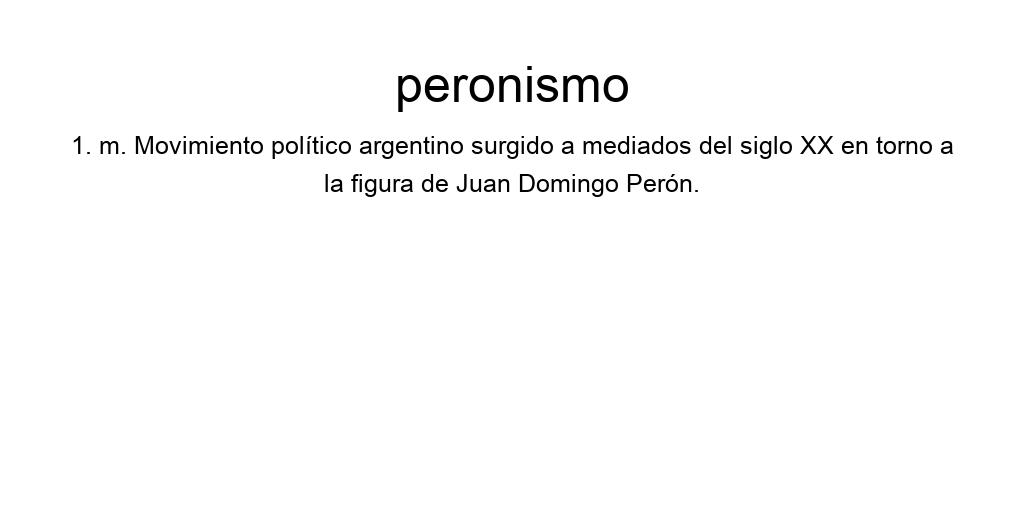 peronismo
1. m. Movimiento político argentino surgido a mediados del siglo XX en torno a
la figura de Juan Domingo Perón.